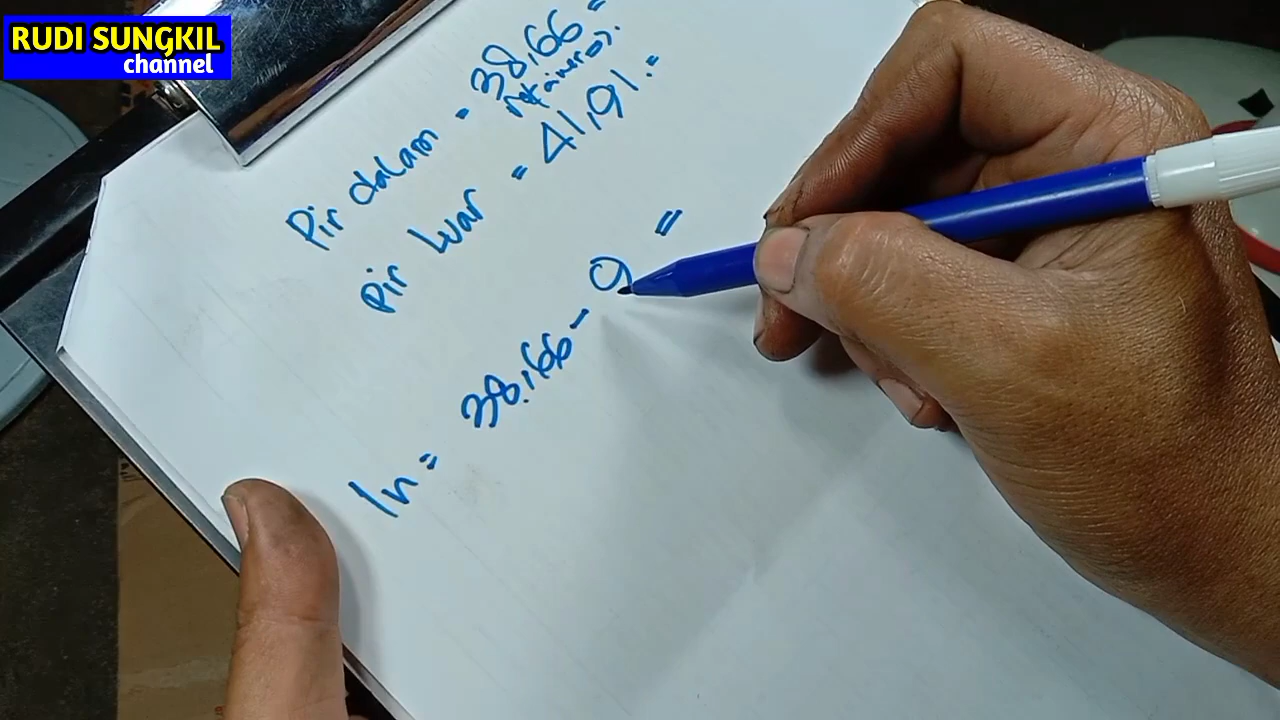 RUDI SUNGKIL
channel
Pir dalam = 38,66 =
Pir luar = 41,91. =
In = 38,66 - 9 =